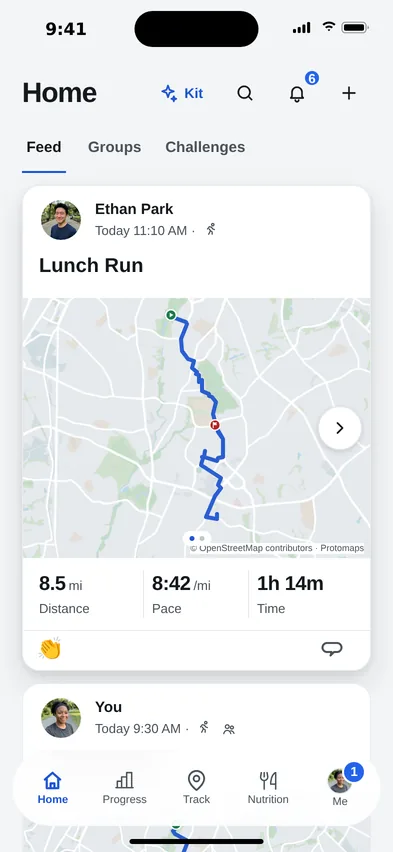 9:41
Home
Kit
6
Feed Groups Challenges
Ethan Park
Today 11:10 AM ·
Lunch Run
© OpenStreetMap contributors · Protomaps
8.5 mi 8:42 /mi 1h 14m
Distance Pace Time
You
Today 9:30 AM ·
1
Home Progress Track Nutrition Me